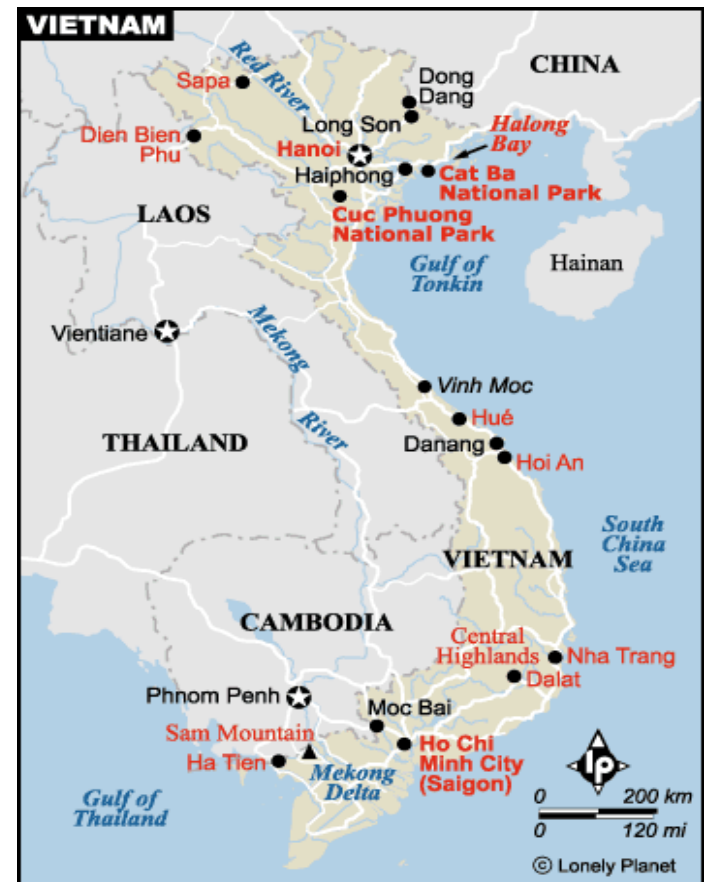 VIETNAM
CHINA
Red River
Sapa
Dong
Dang
Long Son
Halong
Bay
Dien Bien
Phu
Hanoi
Haiphong
Cat Ba
National Park
LAOS
Cuc Phuong
National Park
Gulf of
Tonkin
Hainan
Vientiane
Mekong
River
Vinh Moc
Hué
THAILAND
Danang
Hoi An
South
China
Sea
VIETNAM
CAMBODIA
Central
Highlands
Nha Trang
Dalat
Phnom Penh
Moc Bai
Sam Mountain
Ha Tien
Ho Chi
Minh City
(Saigon)
Mekong
Delta
Gulf of
Thailand
lp
0 200 km
0 120 mi
© Lonely Planet